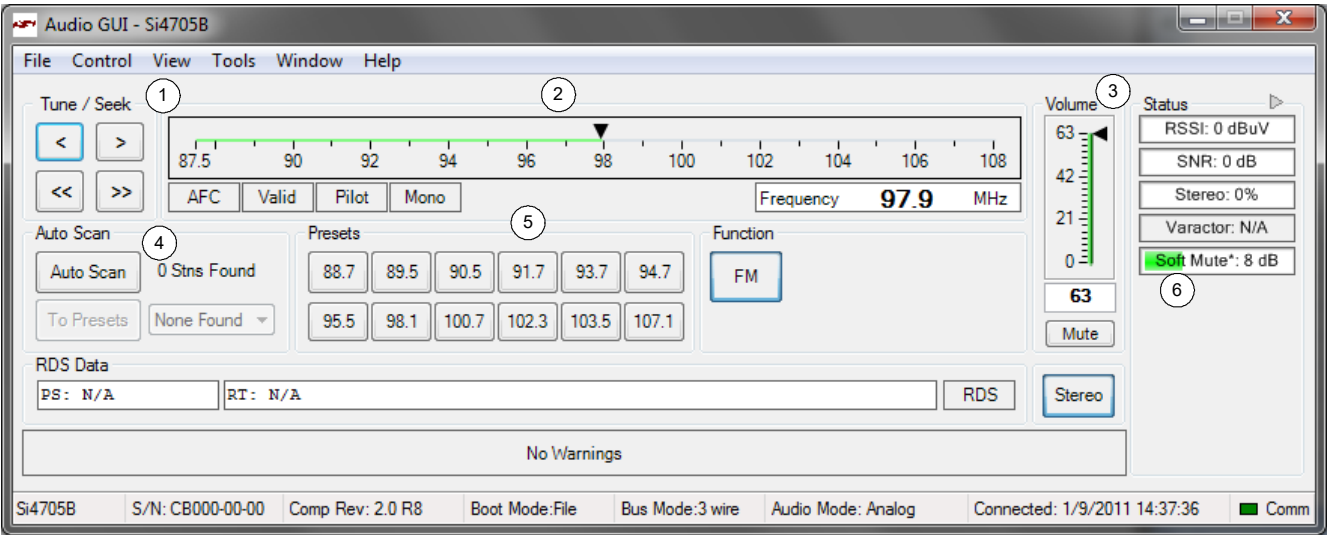 Audio GUI - Si4705B
File Control View Tools Window Help
Tune / Seek 1 2 Volume 3 Status
< >
<< >>
87.5 90 92 94 96 98 100 102 104 106 108
AFC Valid Pilot Mono Frequency 97.9 MHz
63
42
21
0
63
Mute
RSSI: 0 dBuV
SNR: 0 dB
Stereo: 0%
Varactor: N/A
Soft Mute*: 8 dB
6
Auto Scan 4
Auto Scan 0 Stns Found
To Presets None Found
Presets 5
88.7 89.5 90.5 91.7 93.7 94.7
95.5 98.1 100.7 102.3 103.5 107.1
Function
FM
RDS Data
PS: N/A RT: N/A RDS Stereo
No Warnings
Si4705B S/N: CB000-00-00 Comp Rev: 2.0 R8 Boot Mode:File Bus Mode:3 wire Audio Mode: Analog Connected: 1/9/2011 14:37:36 Comm